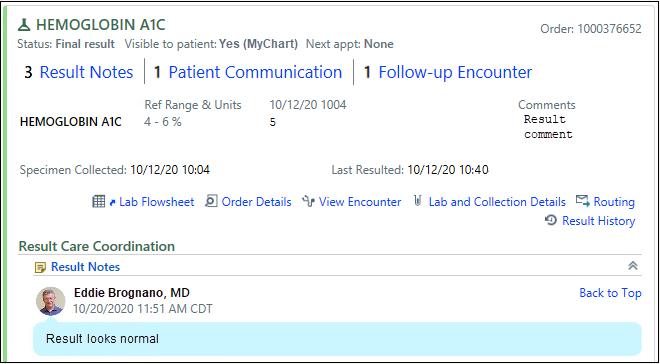 HEMOGLOBIN A1C
Order: 1000376652
Status: Final result Visible to patient: Yes (MyChart) Next appt: None
3 Result Notes 1 Patient Communication 1 Follow-up Encounter
Ref Range & Units 10/12/20 1004 Comments
HEMOGLOBIN A1C 4 - 6 % 5 Result
comment
Specimen Collected: 10/12/20 10:04 Last Resulted: 10/12/20 10:40
Lab Flowsheet Order Details View Encounter Lab and Collection Details Routing
Result History
Result Care Coordination
Result Notes
Eddie Brognano, MD Back to Top
10/20/2020 11:51 AM CDT
Result looks normal